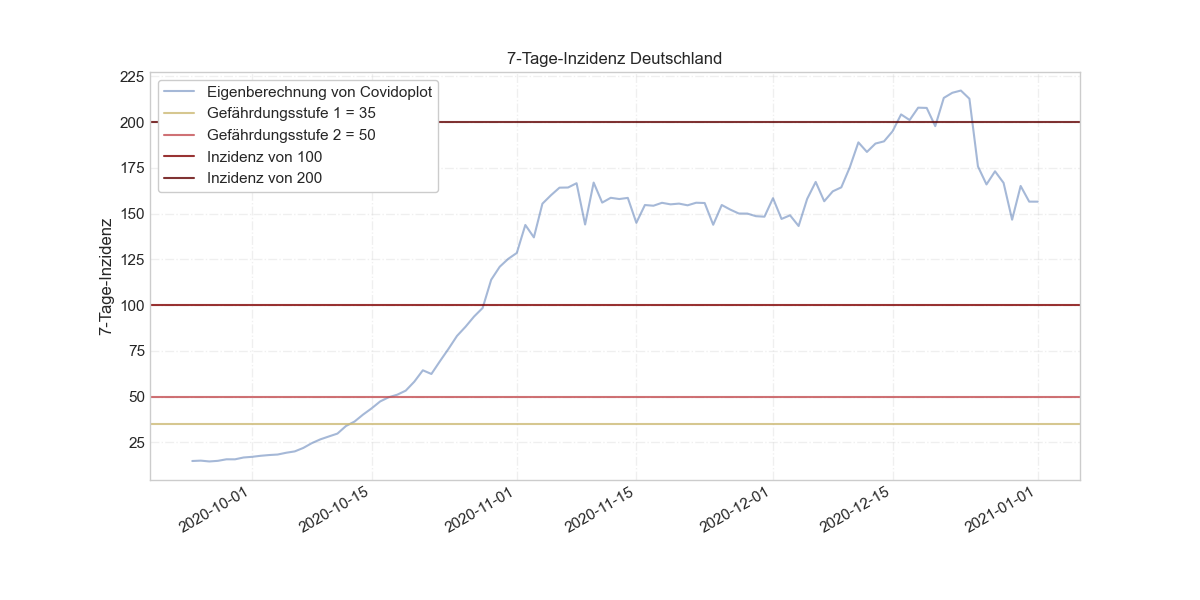 7-Tage-Inzidenz Deutschland
225
200
175
150
125
100
75
50
25
7-Tage-Inzidenz
Eigenberechnung von Covidoplot
Gefährdungsstufe 1 = 35
Gefährdungsstufe 2 = 50
Inzidenz von 100
Inzidenz von 200
2020-10-01
2020-10-15
2020-11-01
2020-11-15
2020-12-01
2020-12-15
2021-01-01